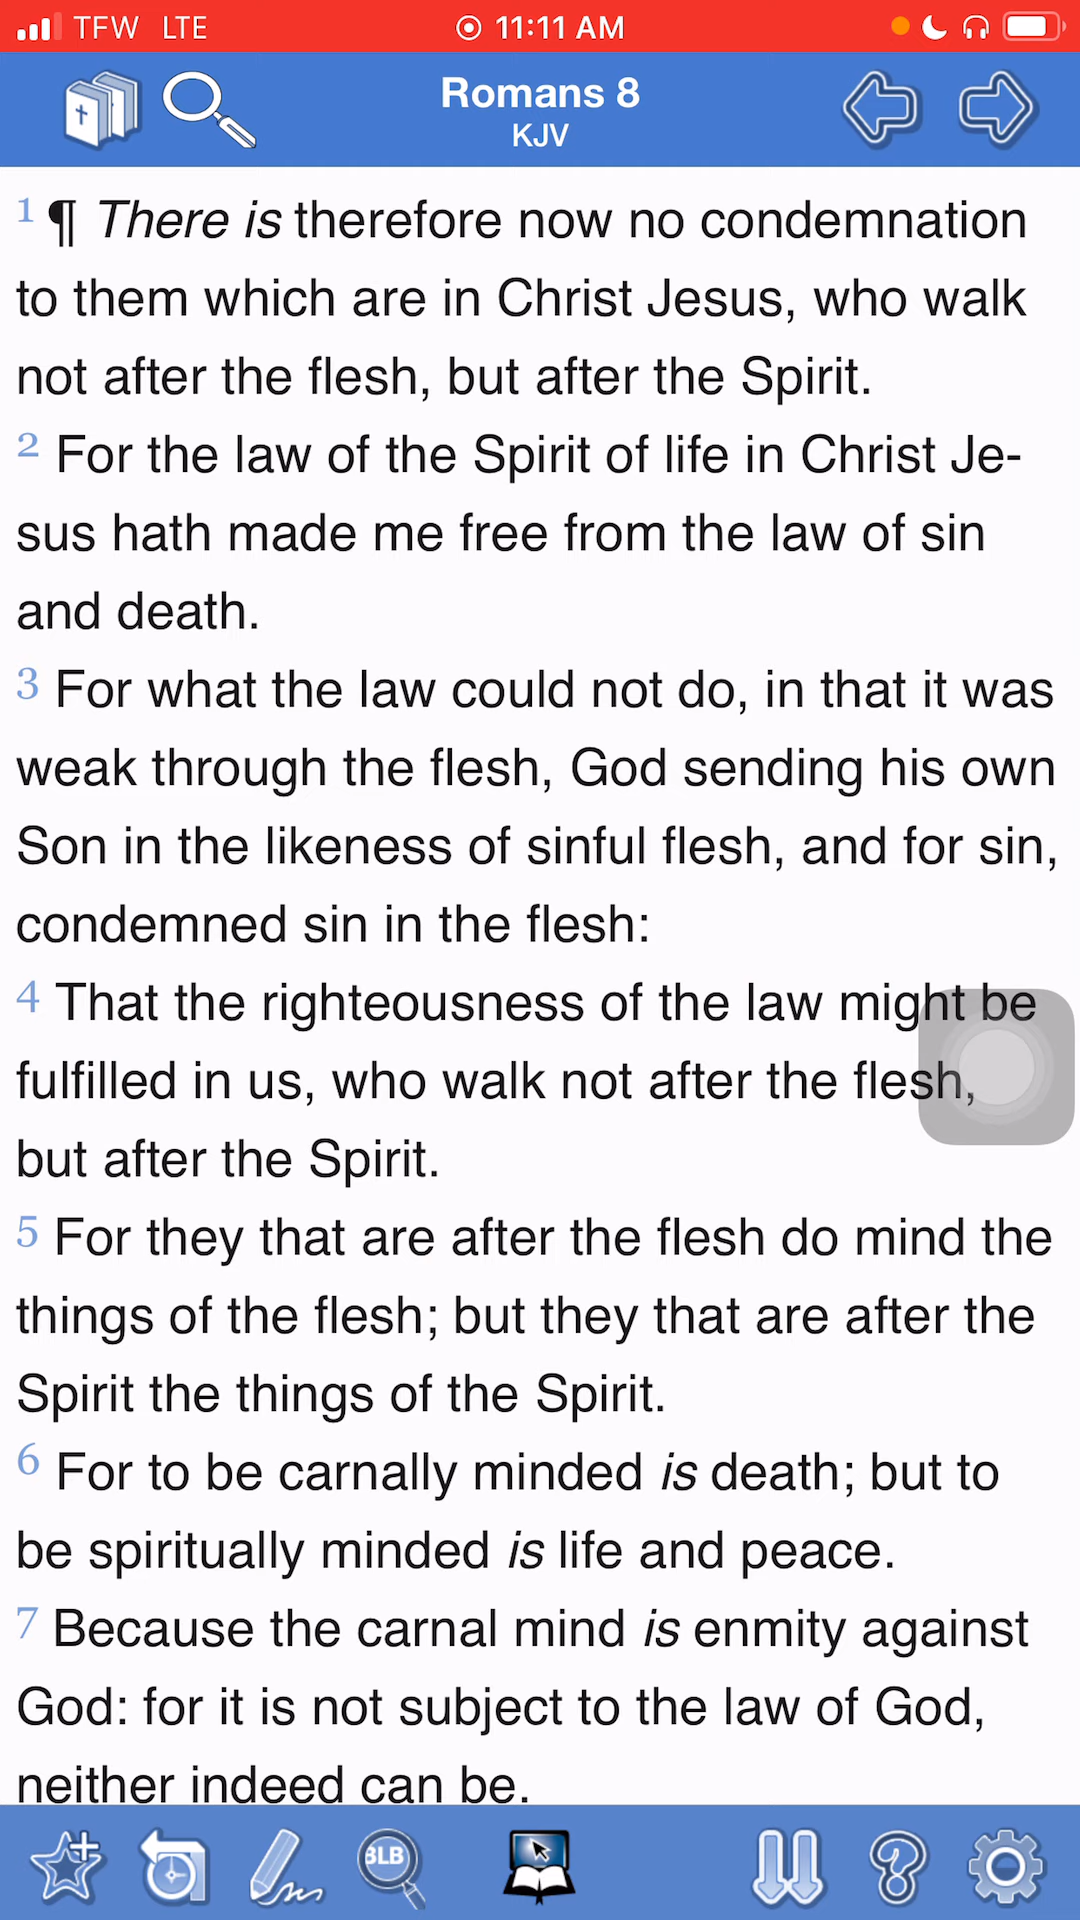 TFW LTE 11:11 AM
Romans 8
KJV
1 ¶ There is therefore now no condemnation
to them which are in Christ Jesus, who walk
not after the flesh, but after the Spirit.
2 For the law of the Spirit of life in Christ Je-
sus hath made me free from the law of sin
and death.
3 For what the law could not do, in that it was
weak through the flesh, God sending his own
Son in the likeness of sinful flesh, and for sin,
condemned sin in the flesh:
4 That the righteousness of the law might be
fulfilled in us, who walk not after the flesh,
but after the Spirit.
5 For they that are after the flesh do mind the
things of the flesh; but they that are after the
Spirit the things of the Spirit.
6 For to be carnally minded is death; but to
be spiritually minded is life and peace.
7 Because the carnal mind is enmity against
God: for it is not subject to the law of God,
neither indeed can be.
BLB